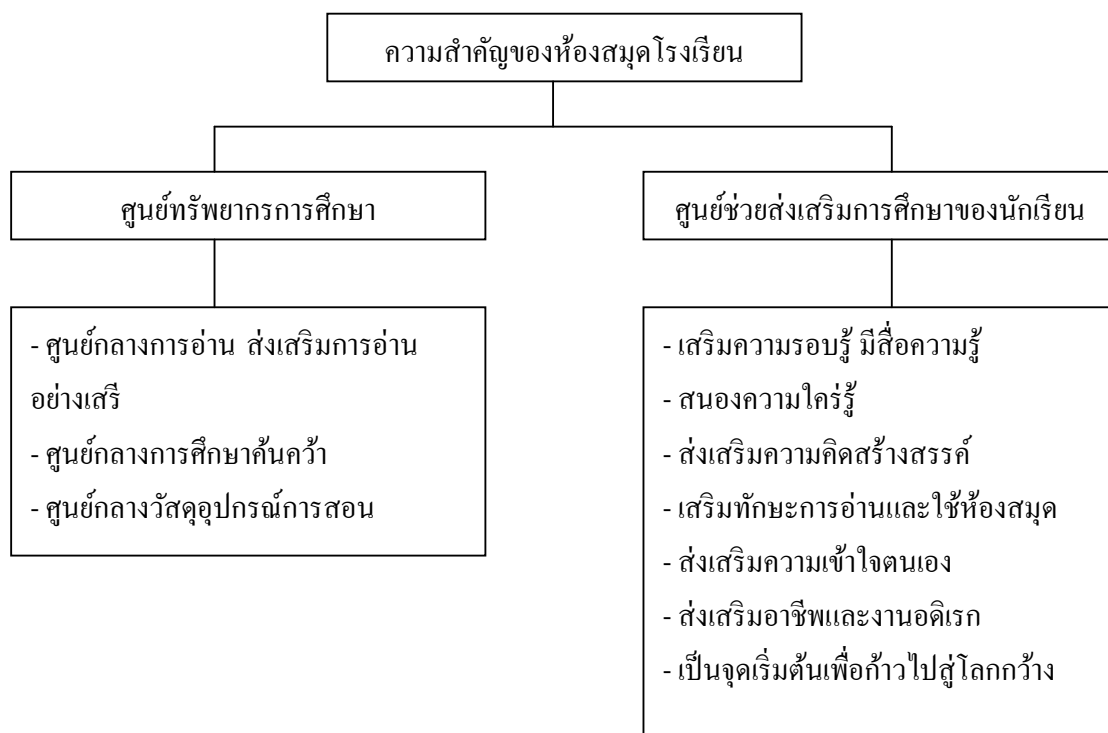 ความสำคัญของห้องสมุดโรงเรียน
ศูนย์ทรัพยากรการศึกษา
ศูนย์ช่วยส่งเสริมการศึกษาของนักเรียน
- ศูนย์กลางการอ่าน ส่งเสริมการอ่าน
อย่างเสรี
- ศูนย์กลางการศึกษาค้นคว้า
- ศูนย์กลางวัสดุอุปกรณ์การสอน
- เสริมความรอบรู้ มีสื่อความรู้
- สนองความใคร่รู้
- ส่งเสริมความคิดสร้างสรรค์
- เสริมทักษะการอ่านและใช้ห้องสมุด
- ส่งเสริมความเข้าใจตนเอง
- ส่งเสริมอาชีพและงานอดิเรก
- เป็นจุดเริ่มต้นเพื่อก้าวไปสู่โลกกว้าง